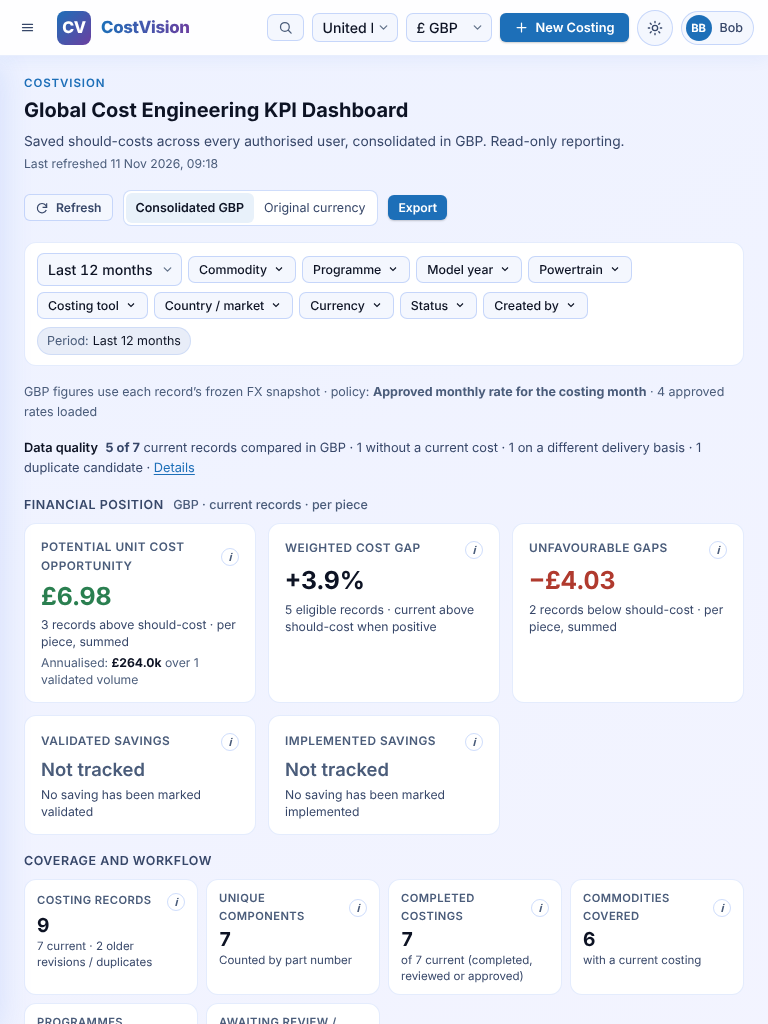 CV CostVision United £ GBP New Costing BB Bob
COSTVISION
Global Cost Engineering KPI Dashboard
Saved should-costs across every authorised user, consolidated in GBP. Read-only reporting.
Last refreshed 11 Nov 2026, 09:18
Refresh Consolidated GBP Original currency Export
Last 12 months Commodity Programme Model year Powertrain
Costing tool Country / market Currency Status Created by
Period: Last 12 months
GBP figures use each record’s frozen FX snapshot · policy: Approved monthly rate for the costing month · 4 approved
rates loaded
Data quality 5 of 7 current records compared in GBP · 1 without a current cost · 1 on a different delivery basis · 1
duplicate candidate · Details
FINANCIAL POSITION GBP · current records · per piece
POTENTIAL UNIT COST
OPPORTUNITY i
£6.98
3 records above should-cost · per
piece, summed
Annualised: £264.0k over 1
validated volume
WEIGHTED COST GAP i
+3.9%
5 eligible records · current above
should-cost when positive
UNFAVOURABLE GAPS i
−£4.03
2 records below should-cost · per
piece, summed
VALIDATED SAVINGS i
Not tracked
No saving has been marked
validated
IMPLEMENTED SAVINGS i
Not tracked
No saving has been marked
implemented
COVERAGE AND WORKFLOW
COSTING RECORDS i
9
7 current · 2 older
revisions / duplicates
UNIQUE
COMPONENTS i
7
Counted by part number
COMPLETED
COSTINGS i
7
of 7 current (completed,
reviewed or approved)
COMMODITIES
COVERED i
6
with a current costing
PROGRAMMES
AWAITING REVIEW /